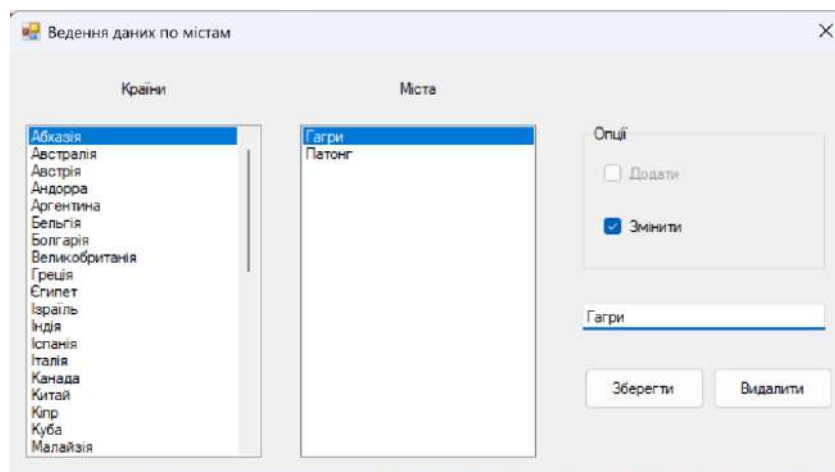 Ведення даних по містам
Країни
Міста
Абхазія
Австралія
Австрія
Андорра
Аргентина
Бельгія
Болгарія
Великобританія
Греція
Єгипет
Ізраїль
Індія
Іспанія
Італія
Канада
Китай
Кіпр
Куба
Малайзія
Гагри
Патонг
Опції
Додати
Змінити
Гагри
Зберегти
Видалити